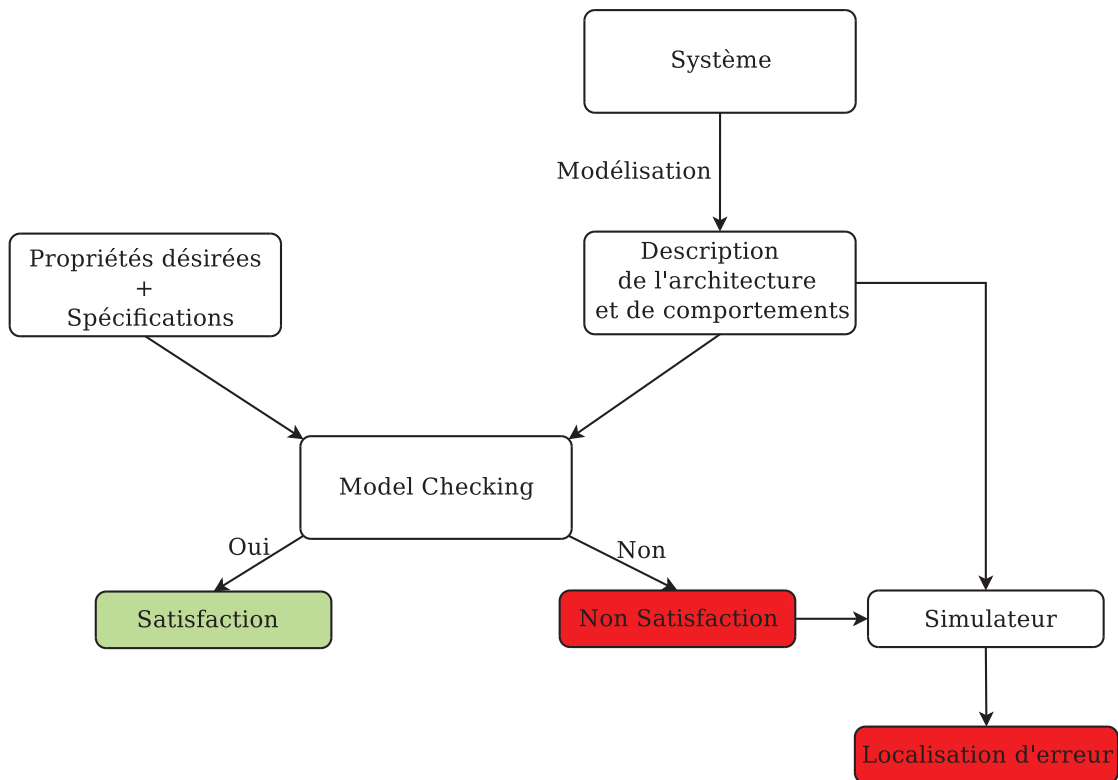 Système
Modélisation
Propriétés désirées
+
Spécifications
Description
de l'architecture
et de comportements
Model Checking
Oui
Non
Satisfaction
Non Satisfaction
Simulateur
Localisation d'erreur